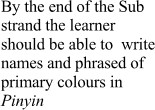 By the end of the Sub
strand the learner
should be able to  write
names and phrased of
primary colours in
Pinyin